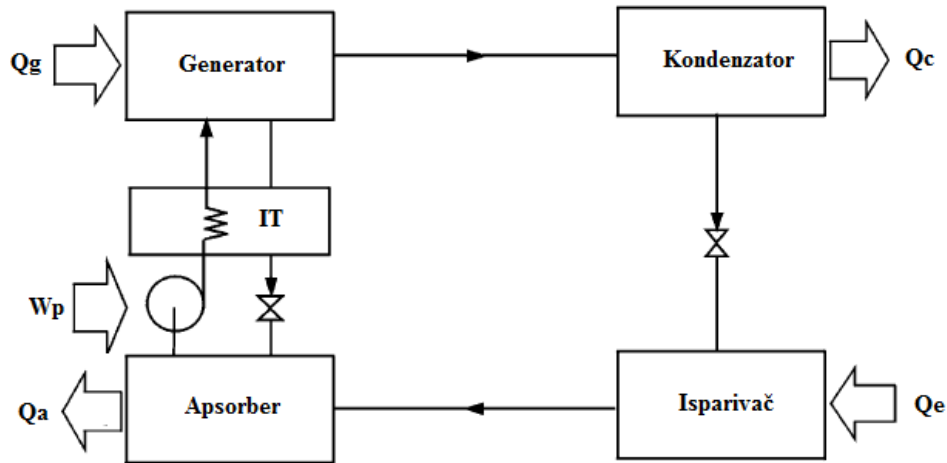 Qg
Generator
Kondenzator
Qc
IT
Wp
Qa
Apsorber
Isparivač
Qe